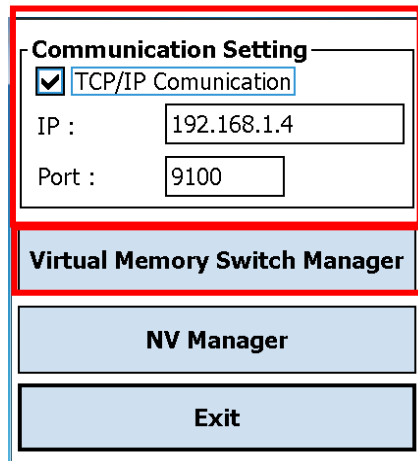 Communication Setting
TCP/IP Comunication
IP :
192.168.1.4
Port :
9100
Virtual Memory Switch Manager
NV Manager
Exit